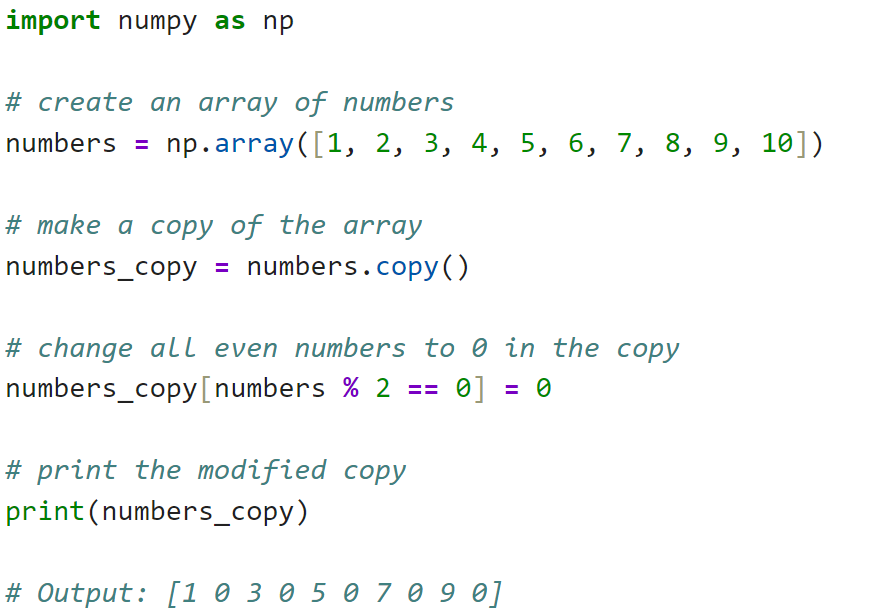 import numpy as np
# create an array of numbers
numbers = np.array([1, 2, 3, 4, 5, 6, 7, 8, 9, 10])
# make a copy of the array
numbers_copy = numbers.copy()
# change all even numbers to 0 in the copy
numbers_copy[numbers % 2 == 0] = 0
# print the modified copy
print(numbers_copy)
# Output: [1 0 3 0 5 0 7 0 9 0]